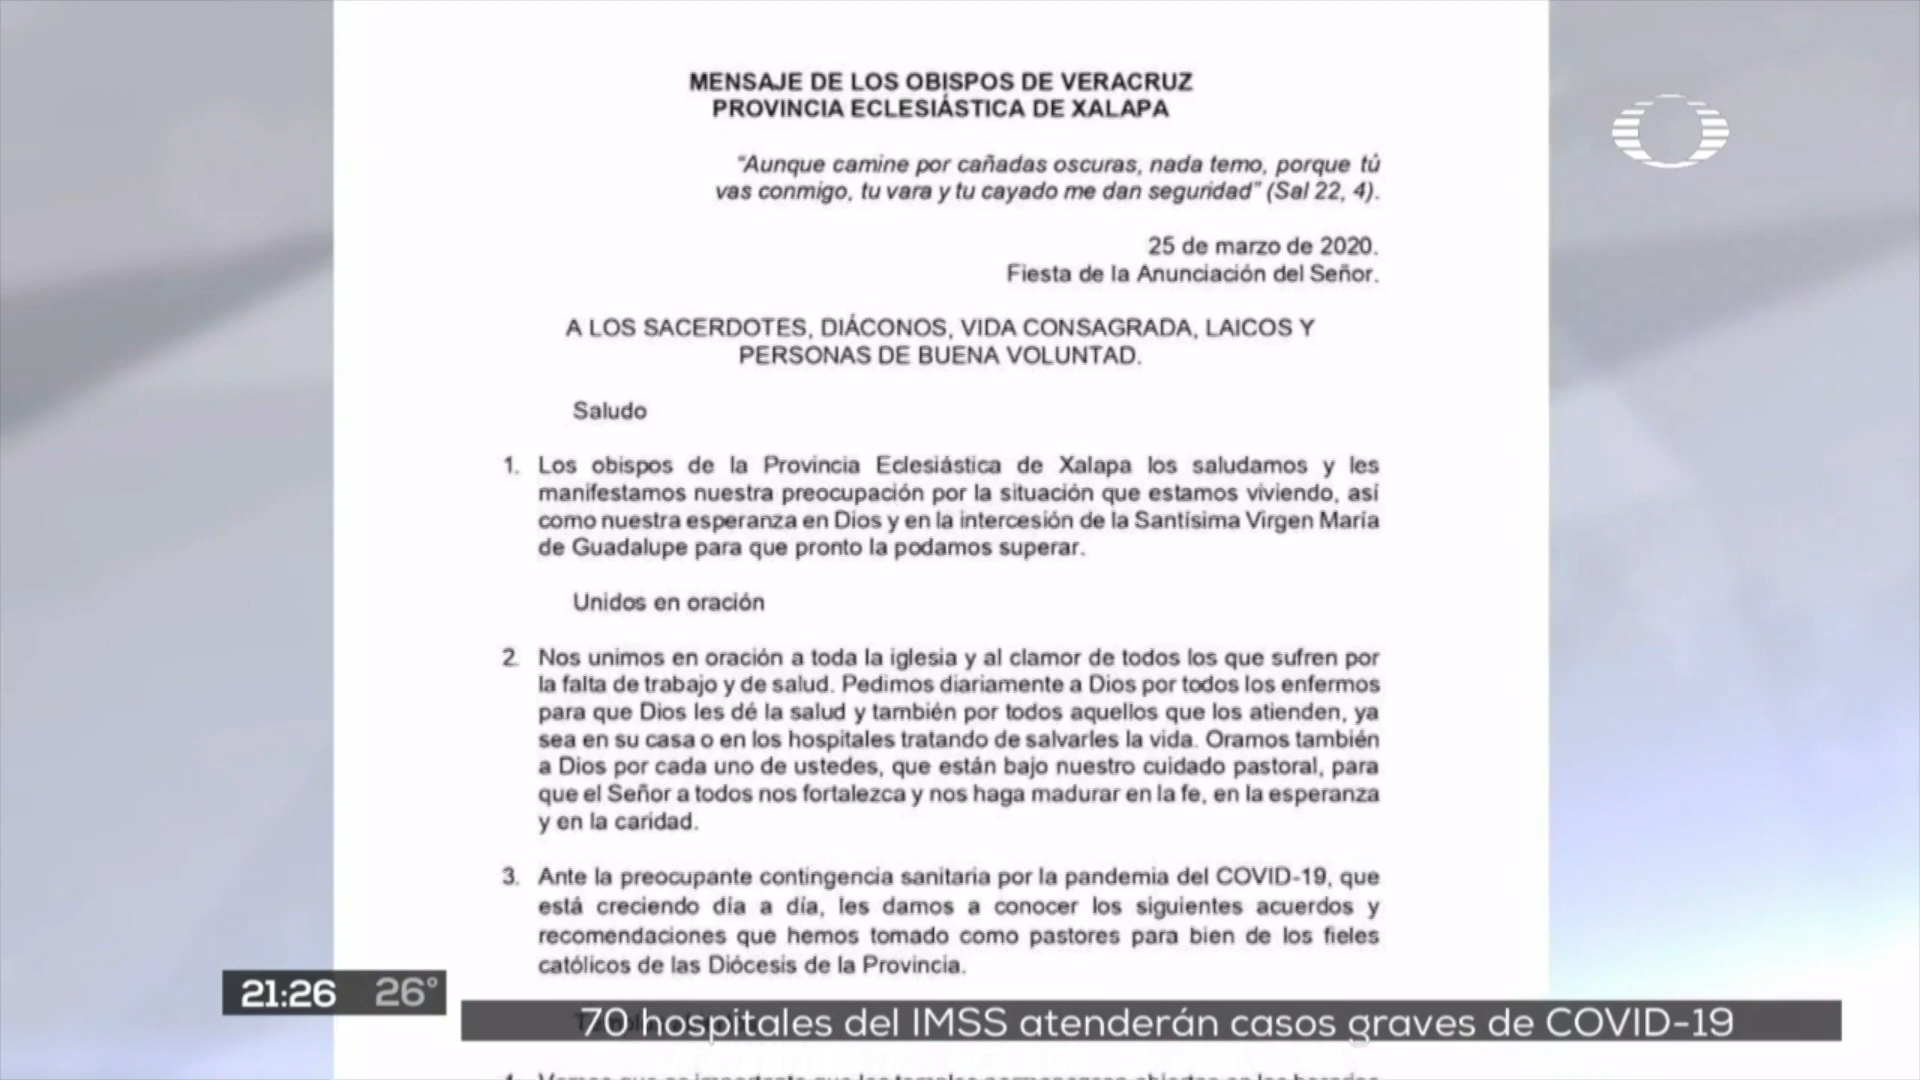 MENSAJE DE LOS OBISPOS DE VERACRUZ
PROVINCIA ECLESIÁSTICA DE XALAPA
"Aunque camine por cañadas oscuras, nada temo, porque tú
vas conmigo, tu vara y tu cayado me dan seguridad" (Sal 22, 4).
25 de marzo de 2020.
Fiesta de la Anunciación del Señor.
A LOS SACERDOTES, DIÁCONOS, VIDA CONSAGRADA, LAICOS Y
PERSONAS DE BUENA VOLUNTAD.
Saludo
1. Los obispos de la Provincia Eclesiástica de Xalapa los saludamos y les
manifestamos nuestra preocupación por la situación que estamos viviendo, así
como nuestra esperanza en Dios y en la intercesión de la Santísima Virgen María
de Guadalupe para que pronto la podamos superar.
Unidos en oración
2. Nos unimos en oración a toda la iglesia y al clamor de todos los que sufren por
la falta de trabajo y de salud. Pedimos diariamente a Dios por todos los enfermos
para que Dios les dé la salud y también por todos aquellos que los atienden, ya
sea en su casa o en los hospitales tratando de salvarles la vida. Oramos también
a Dios por cada uno de ustedes, que están bajo nuestro cuidado pastoral, para
que el Señor a todos nos fortalezca y nos haga madurar en la fe, en la esperanza
y en la caridad.
3. Ante la preocupante contingencia sanitaria por la pandemia del COVID-19, que
está creciendo día a día, les damos a conocer los siguientes acuerdos y
recomendaciones que hemos tomado como pastores para bien de los fieles
católicos de las Diócesis de la Provincia.
21:26 26°
70 hospitales del IMSS atenderán casos graves de COVID-19